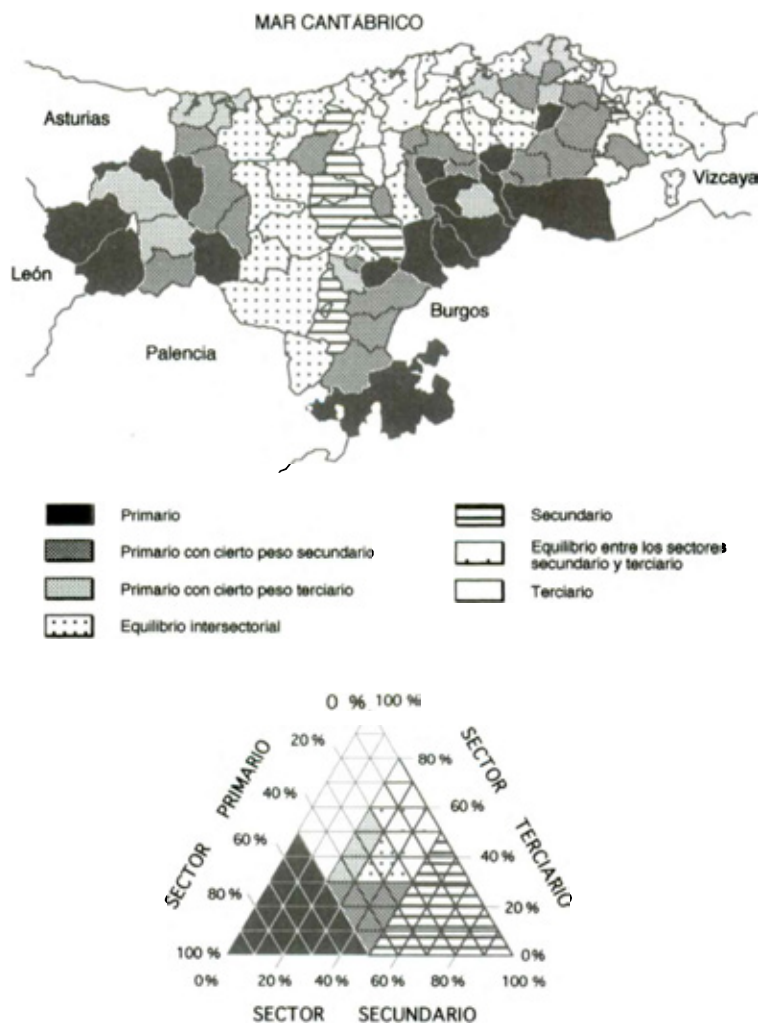 MAR CANTÁBRICO
Asturias
Vizcaya
León
Burgos
Palencia
Primario
Primario con cierto peso secundario
Primario con cierto peso terciario
Equilibrio intersectorial
Secundario
Equilibrio entre los sectores
secundario y terciario
Terciario
0 % 100 %
20 %
80 %
40 %
60 %
60 %
40 %
80 %
20 %
100 %
0%
0% 20 % 40 % 60 % 80 % 100 %
SECTOR PRIMARIO
SECTOR TERCIARIO
SECTOR SECUNDARIO